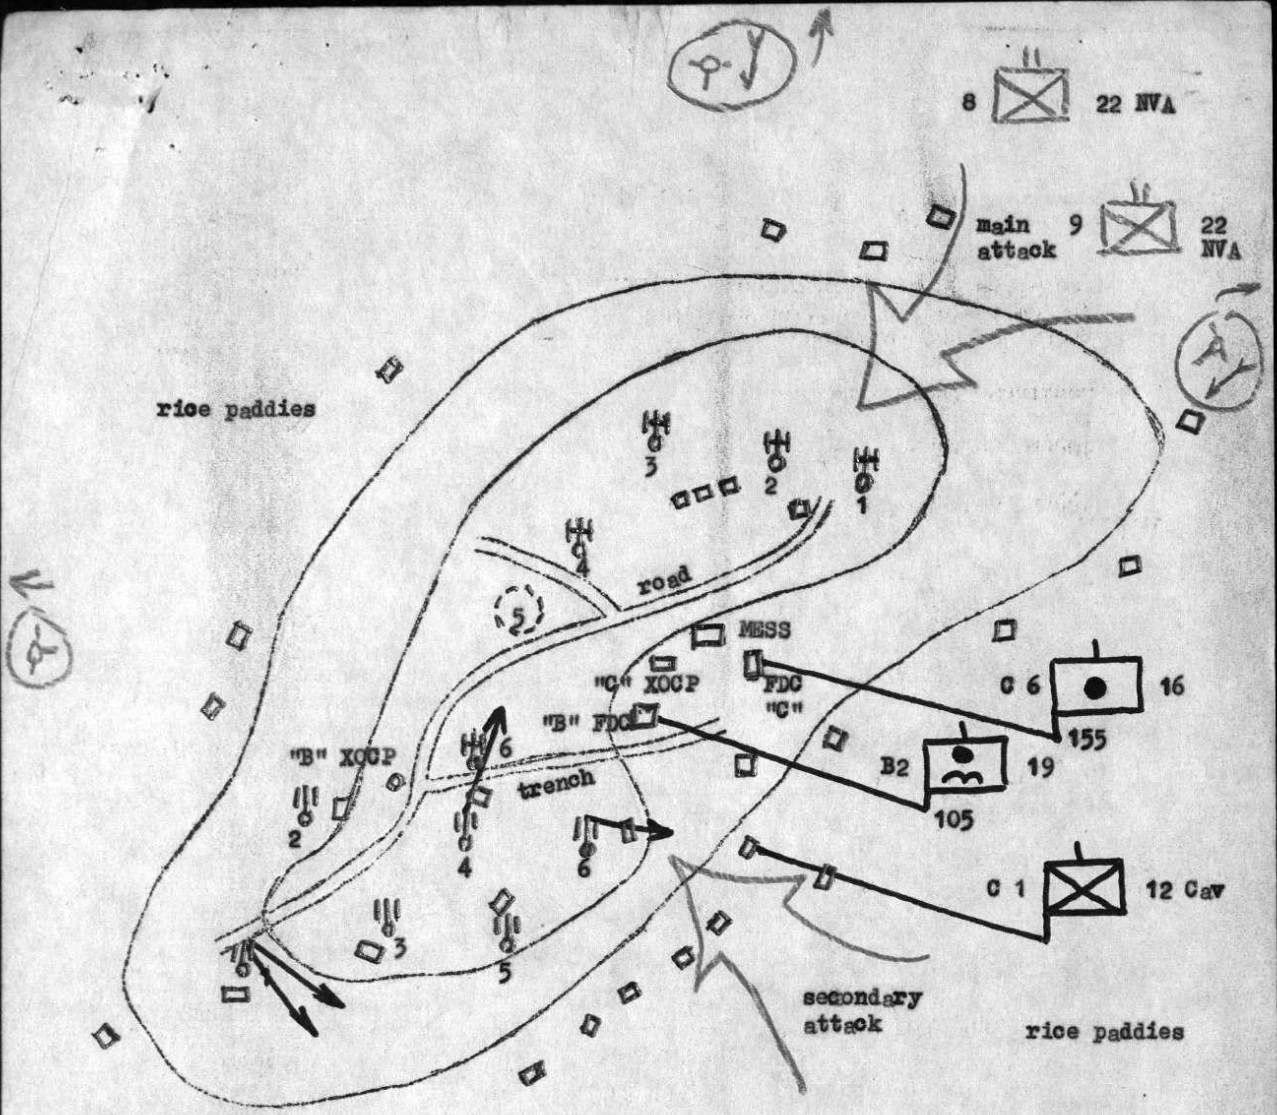 8 22 NVA
main attack 9 22 NVA
rice paddies
3
2
1
4
road
5
MESS
"C" XOCP
FDC "C"
C 6 16
155
"B" FDC
B2 19
105
"B" XOCP
6
trench
2
4
6
C 1 12 Cav
3
5
secondary
attack
rice paddies